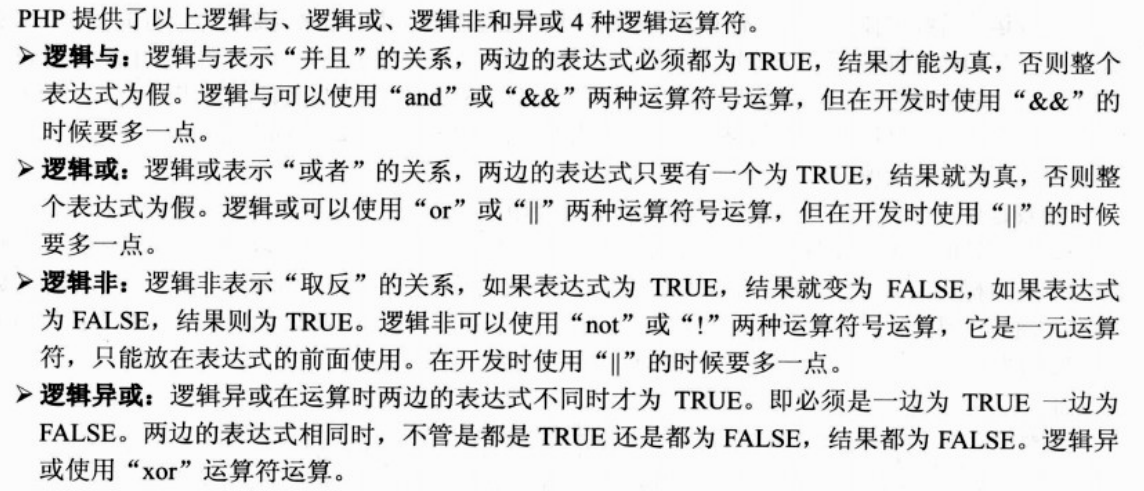 PHP 提供了以上逻辑与、逻辑或、逻辑非和异或 4 种逻辑运算符。
➢ 逻辑与：逻辑与表示“并且”的关系，两边的表达式必须都为 TRUE，结果才能为真，否则整个
表达式为假。逻辑与可以使用“and”或“&&”两种运算符号运算，但在开发时使用“&&”的
时候要多一点。
➢ 逻辑或：逻辑或表示“或者”的关系，两边的表达式只要有一个为 TRUE，结果就为真，否则整
个表达式为假。逻辑或可以使用“or”或“||”两种运算符号运算，但在开发时使用“||”的时候
要多一点。
➢ 逻辑非：逻辑非表示“取反”的关系，如果表达式为 TRUE，结果就变为 FALSE，如果表达式
为 FALSE，结果则为 TRUE。逻辑非可以使用“not”或“!”两种运算符号运算，它是一元运算
符，只能放在表达式的前面使用。在开发时使用“||”的时候要多一点。
➢ 逻辑异或：逻辑异或在运算时两边的表达式不同时才为 TRUE。即必须是一边为 TRUE 一边为
FALSE。两边的表达式相同时，不管是都是 TRUE 还是都为 FALSE，结果都为 FALSE。逻辑异
或使用“xor”运算符运算。